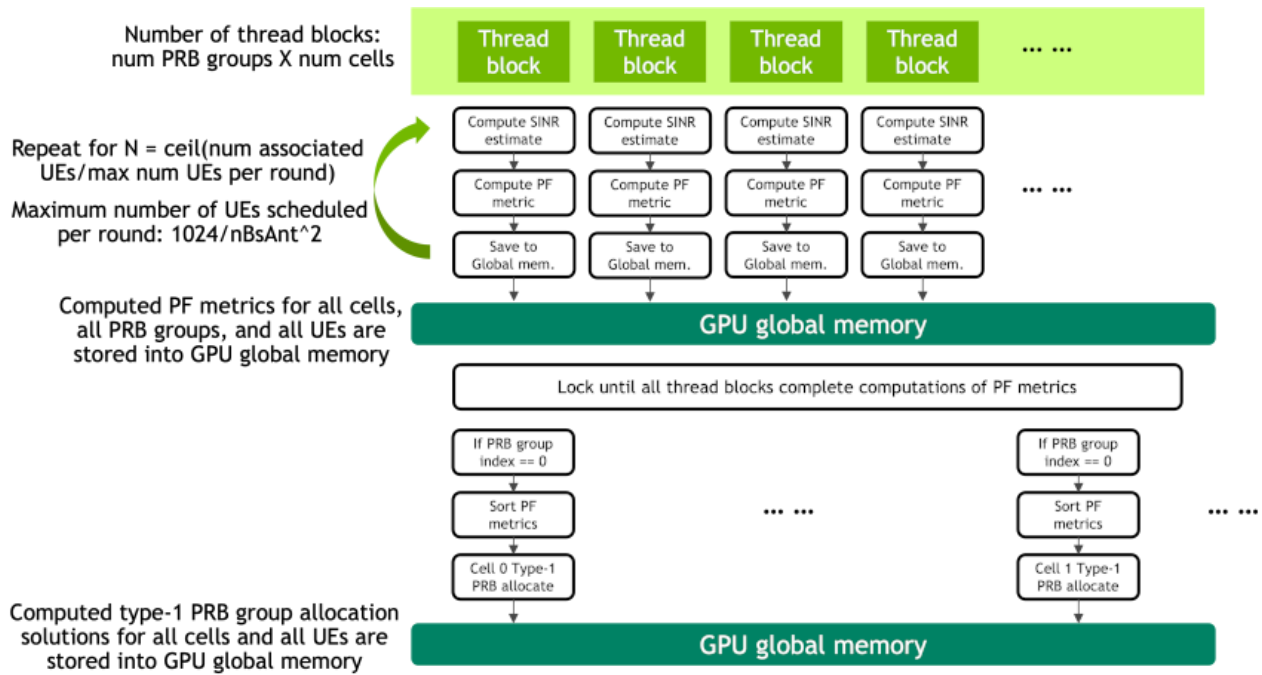 Number of thread blocks:
num PRB groups X num cells
Thread
block
Thread
block
Thread
block
Thread
block
... ...
Repeat for N = ceil(num associated
UEs/max num UEs per round)
Maximum number of UEs scheduled
per round: 1024/nBsAnt^2
Compute SINR
estimate
Compute SINR
estimate
Compute SINR
estimate
Compute SINR
estimate
Compute PF
metric
Compute PF
metric
Compute PF
metric
Compute PF
metric
... ...
Save to
Global mem.
Save to
Global mem.
Save to
Global mem.
Save to
Global mem.
Computed PF metrics for all cells,
all PRB groups, and all UEs are
stored into GPU global memory
GPU global memory
Lock until all thread blocks complete computations of PF metrics
If PRB group
index == 0
If PRB group
index == 0
Sort PF
metrics
... ...
Sort PF
metrics
... ...
Cell 0 Type-1
PRB allocate
Cell 1 Type-1
PRB allocate
Computed type-1 PRB group allocation
solutions for all cells and all UEs are
stored into GPU global memory
GPU global memory